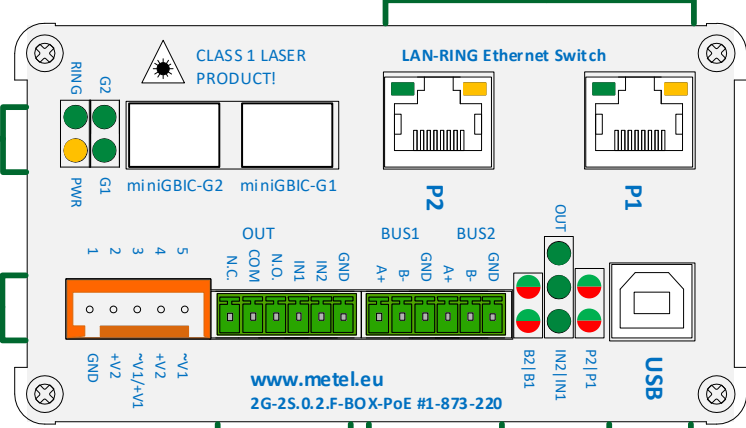 CLASS 1 LASER
PRODUCT!
LAN-RING Ethernet Switch
RING
G2
PWR
G1
miniGBIC-G2
miniGBIC-G1
P2
P1
1
2
3
4
5
OUT
N.C.
COM
N.O.
IN1
IN2
GND
BUS1
BUS2
A+
B-
GND
A+
B-
GND
OUT
GND
+V2
~V1/+V1
+V2
~V1
B2|B1
IN2|IN1
P2|P1
USB
www.metel.eu
2G-2S.0.2.F-BOX-PoE #1-873-220